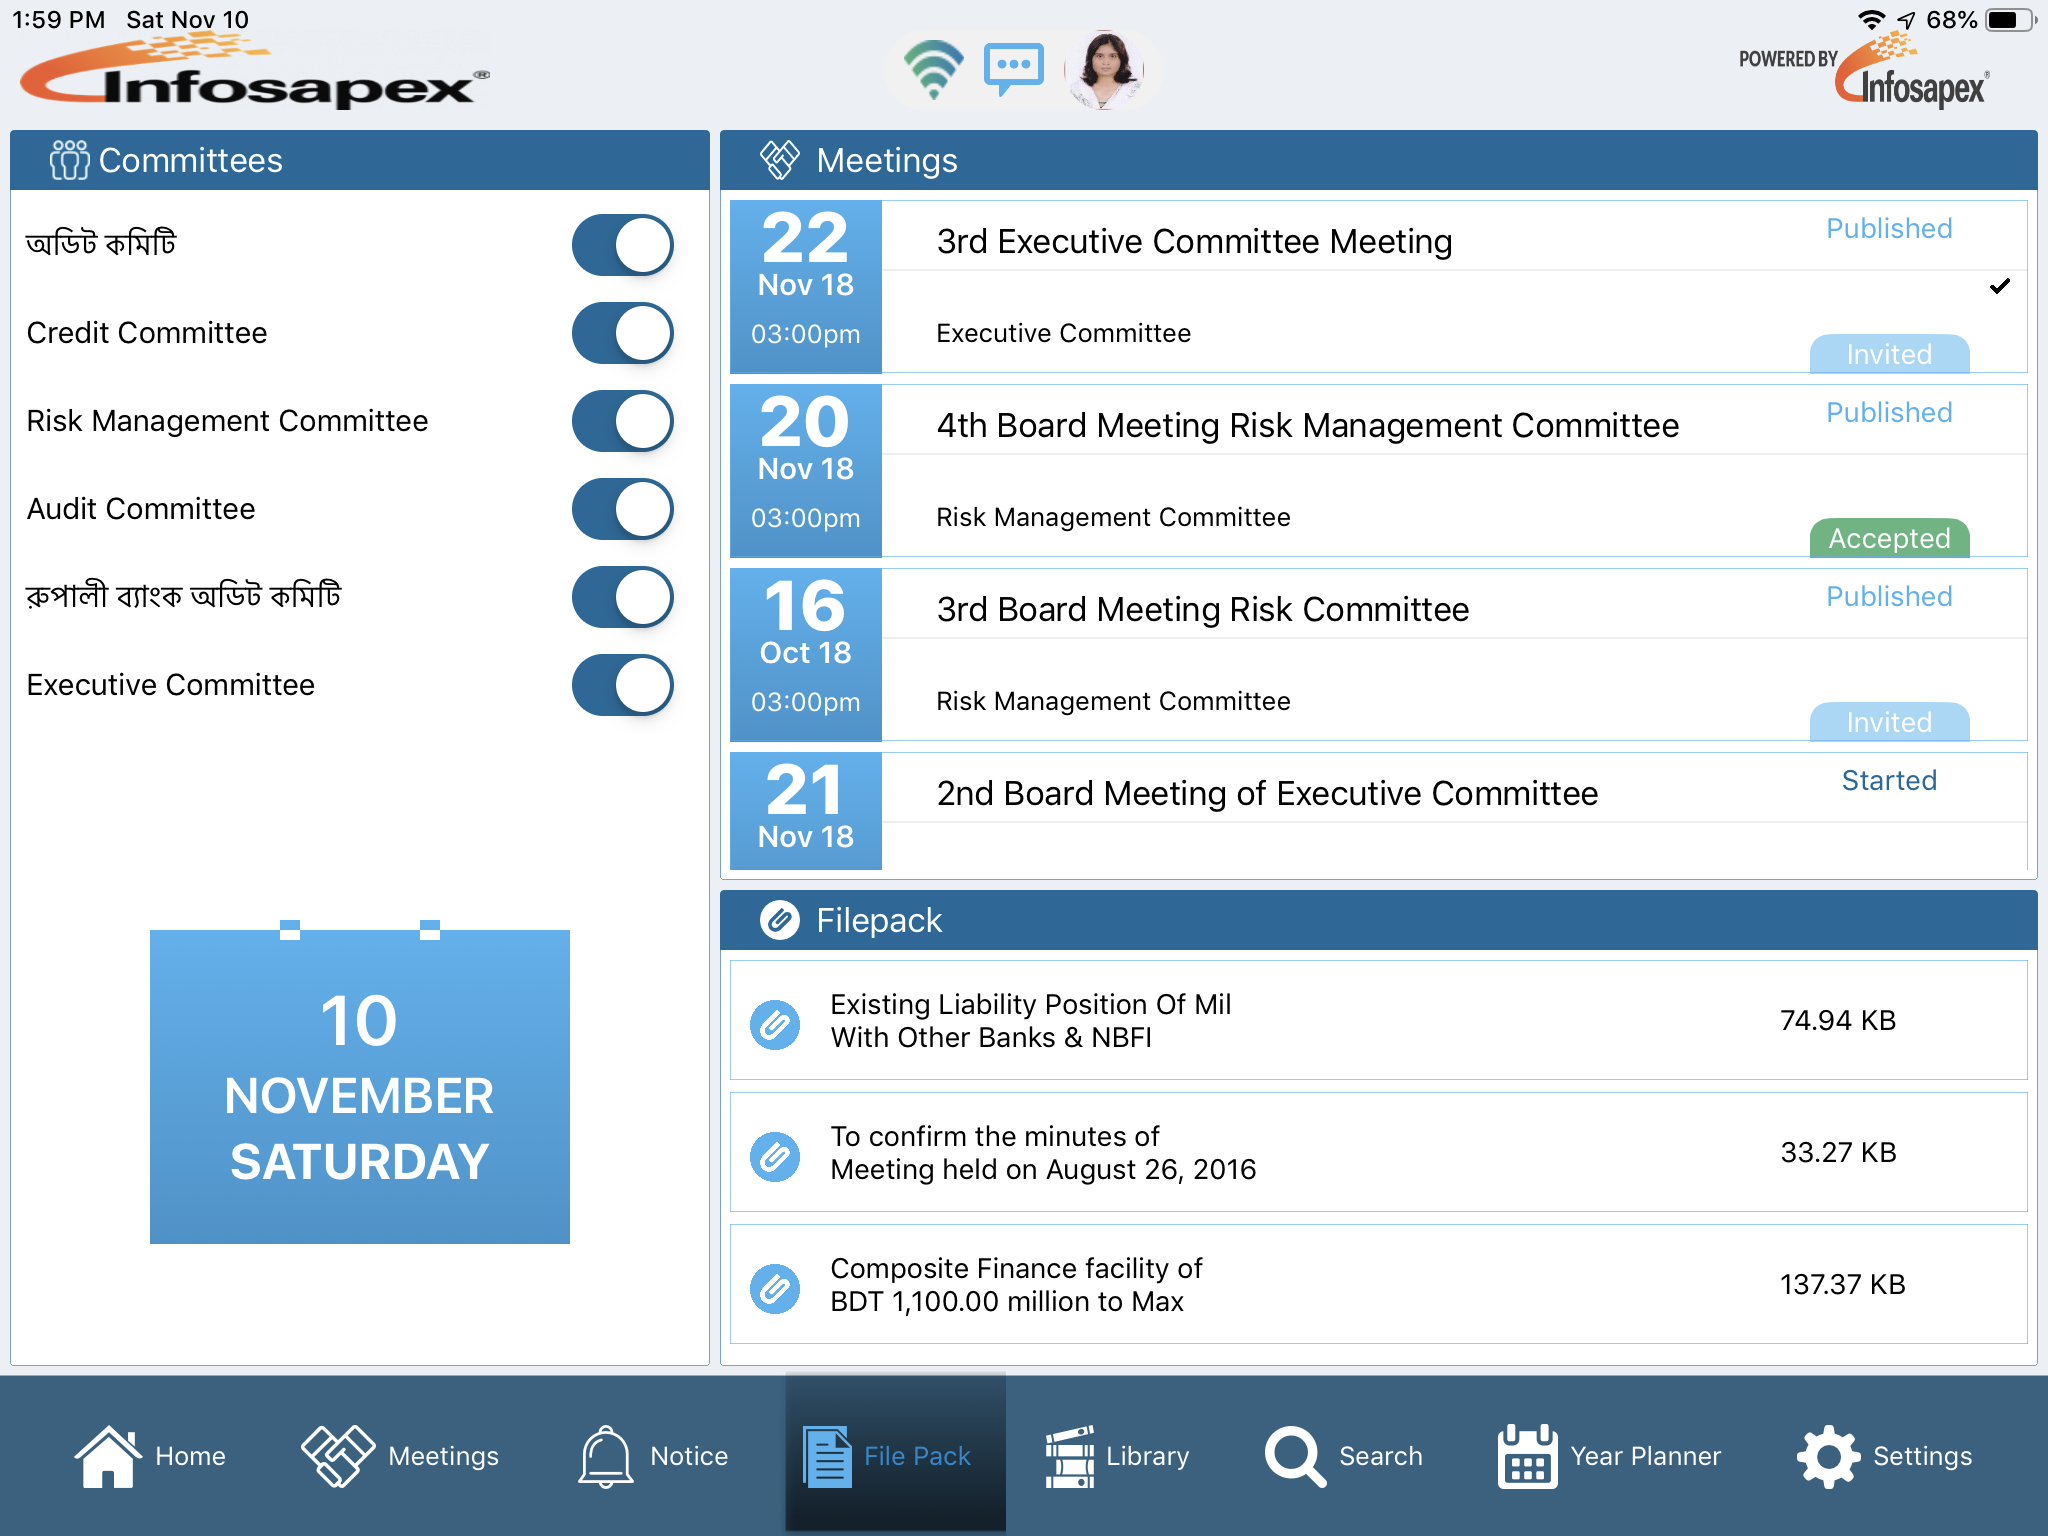 1:59 PM Sat Nov 10
68%
Infosapex®
POWERED BY
Infosapex®
Committees
অডিট কমিটি
Credit Committee
Risk Management Committee
Audit Committee
রুপালী ব্যাংক অডিট কমিটি
Executive Committee
10
NOVEMBER
SATURDAY
Meetings
22
Nov 18
03:00pm
3rd Executive Committee Meeting
Published
Executive Committee
Invited
20
Nov 18
03:00pm
4th Board Meeting Risk Management Committee
Published
Risk Management Committee
Accepted
16
Oct 18
03:00pm
3rd Board Meeting Risk Committee
Published
Risk Management Committee
Invited
21
Nov 18
2nd Board Meeting of Executive Committee
Started
Filepack
Existing Liability Position Of Mil
With Other Banks & NBFI
74.94 KB
To confirm the minutes of
Meeting held on August 26, 2016
33.27 KB
Composite Finance facility of
BDT 1,100.00 million to Max
137.37 KB
Home
Meetings
Notice
File Pack
Library
Search
Year Planner
Settings